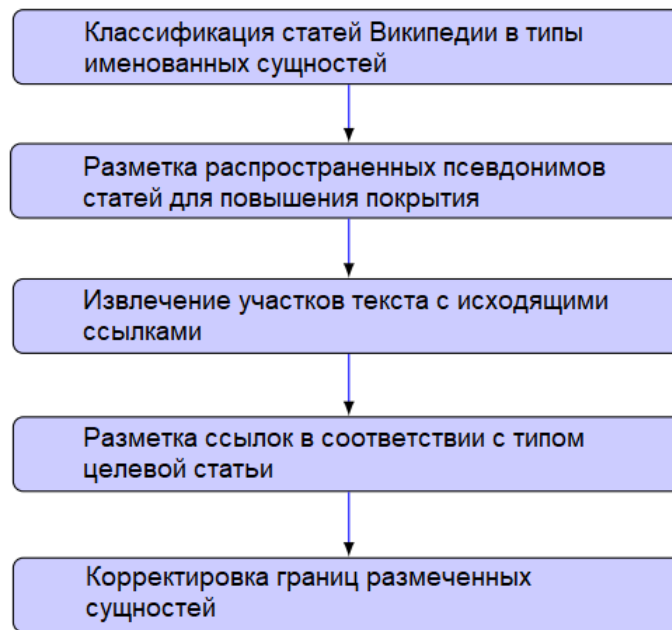 Классификация статей Википедии в типы
именованных сущностей
Разметка распространенных псевдонимов
статей для повышения покрытия
Извлечение участков текста с исходящими
ссылками
Разметка ссылок в соответствии с типом
целевой статьи
Корректировка границ размеченных
сущностей